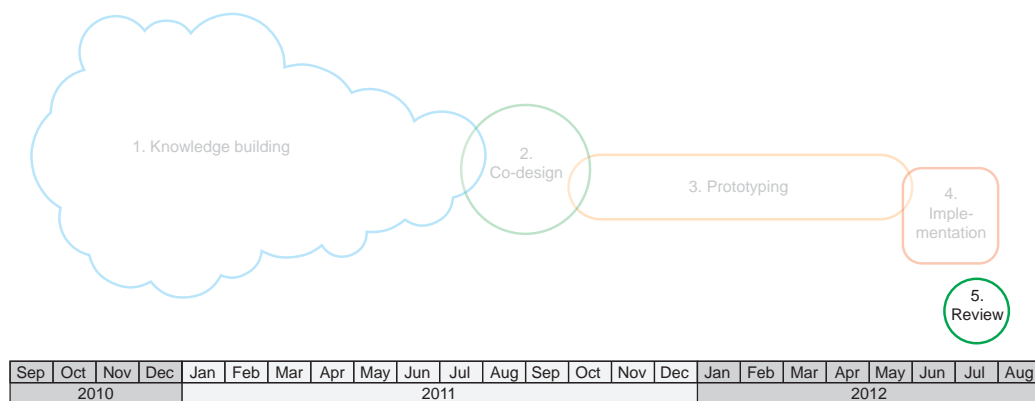 1. Knowledge building
2.
Co-design
3. Prototyping
4.
Imple-
mentation
5.
Review
Sep Oct Nov Dec Jan Feb Mar Apr May Jun Jul Aug Sep Oct Nov Dec Jan Feb Mar Apr May Jun Jul Aug
2010 2011 2012